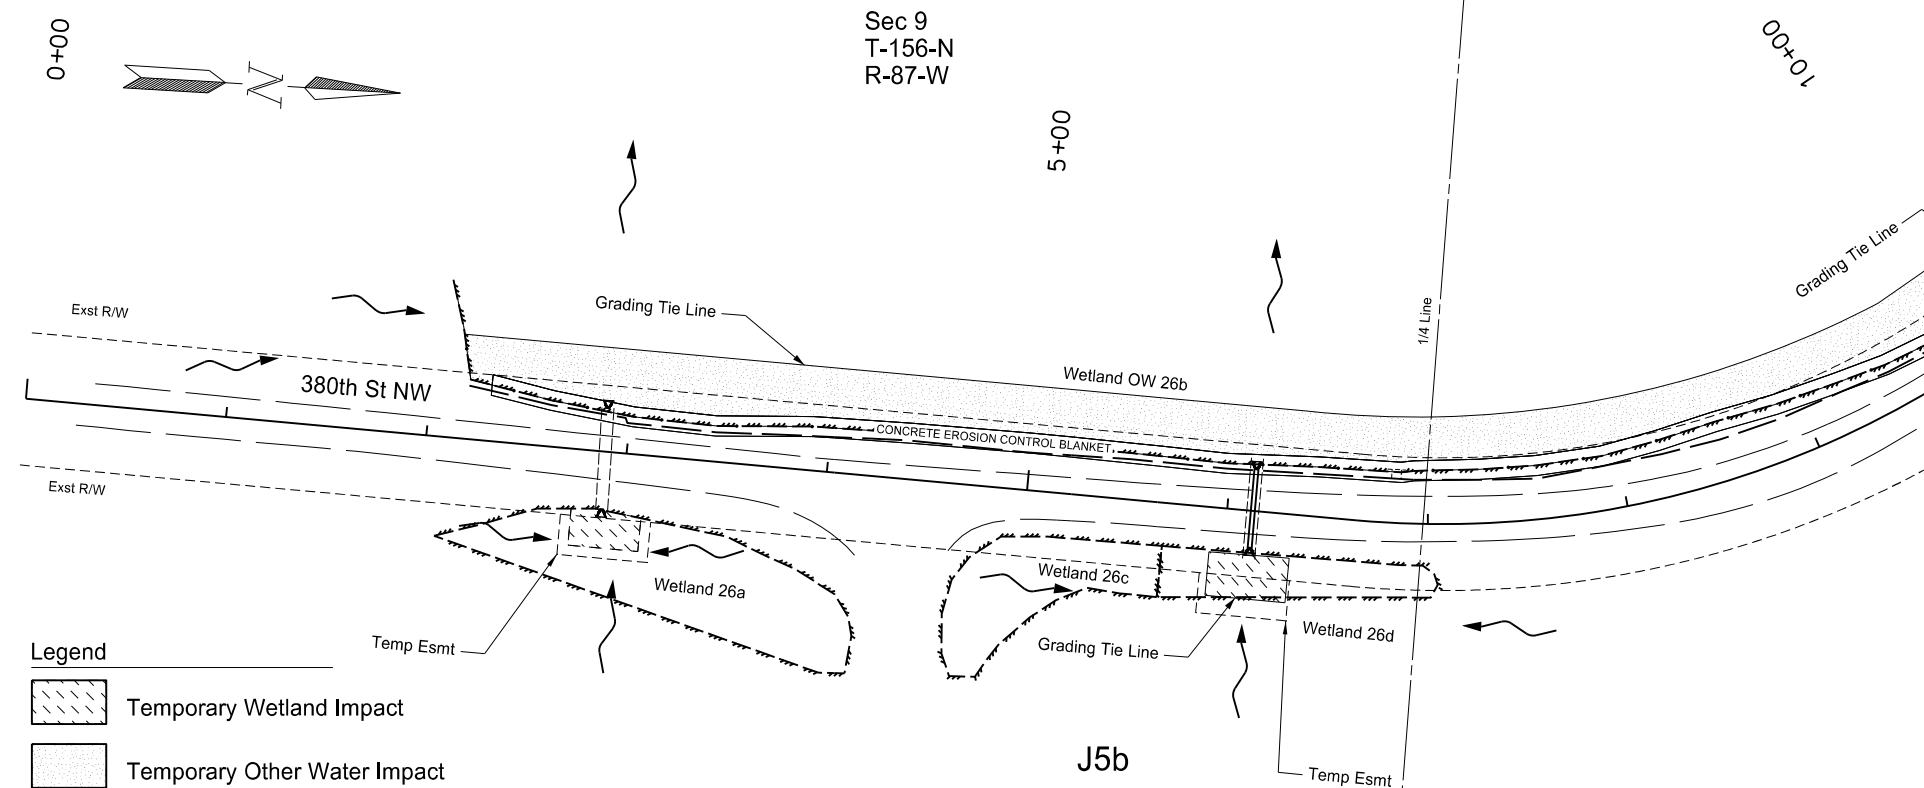 Sec 9
T-156-N
R-87-W
0+00
N
5+00
10+00
1/4 Line
Grading Tie Line
Grading Tie Line
Exst R/W
380th St NW
Wetland OW 26b
CONCRETE EROSION CONTROL BLANKET
Exst R/W
Wetland 26a
Wetland 26c
Wetland 26d
Temp Esmt
Grading Tie Line
Temp Esmt
J5b
Legend
Temporary Wetland Impact
Temporary Other Water Impact